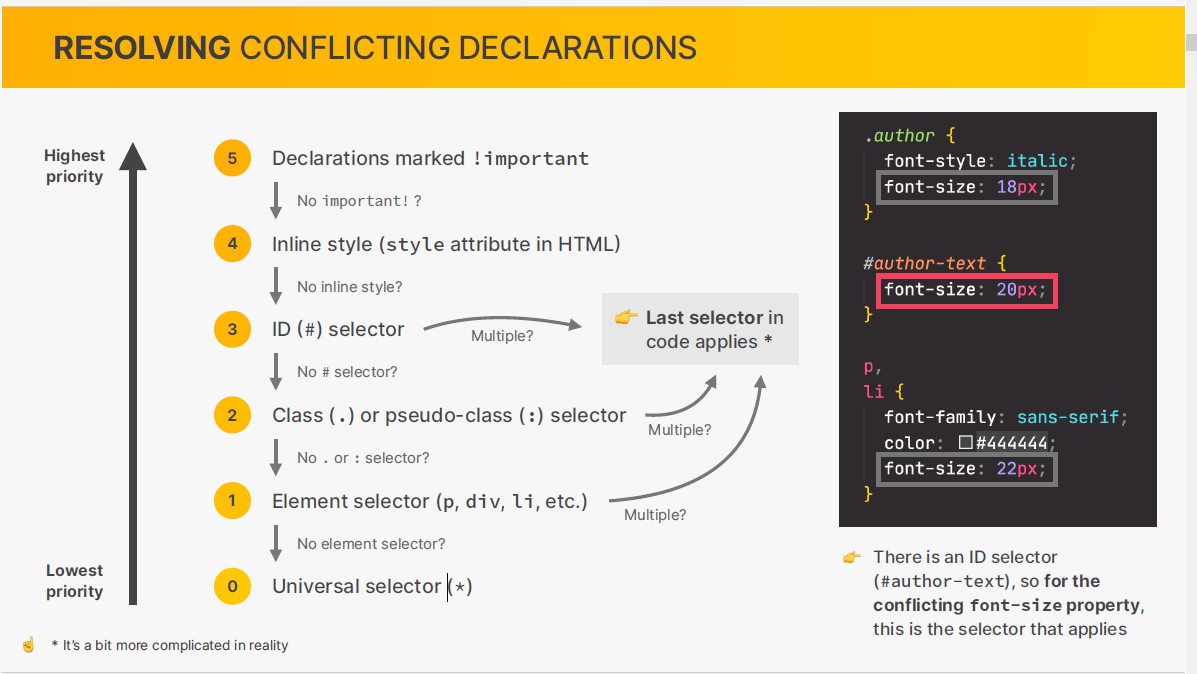 RESOLVING CONFLICTING DECLARATIONS
Highest
priority
5
Declarations marked !important
No important! ?
4
Inline style (style attribute in HTML)
No inline style?
3
ID (#) selector
Multiple?
👉 Last selector in
code applies *
No # selector?
2
Class (.) or pseudo-class (:) selector
Multiple?
No . or : selector?
1
Element selector (p, div, li, etc.)
Multiple?
No element selector?
Lowest
priority
0
Universal selector (*)
☝️ * It's a bit more complicated in reality
.author {
font-style: italic;
font-size: 18px;
}
#author-text {
font-size: 20px;
}
p,
li {
font-family: sans-serif;
color: #444444;
font-size: 22px;
}
👉 There is an ID selector
(#author-text), so for the
conflicting font-size property,
this is the selector that applies